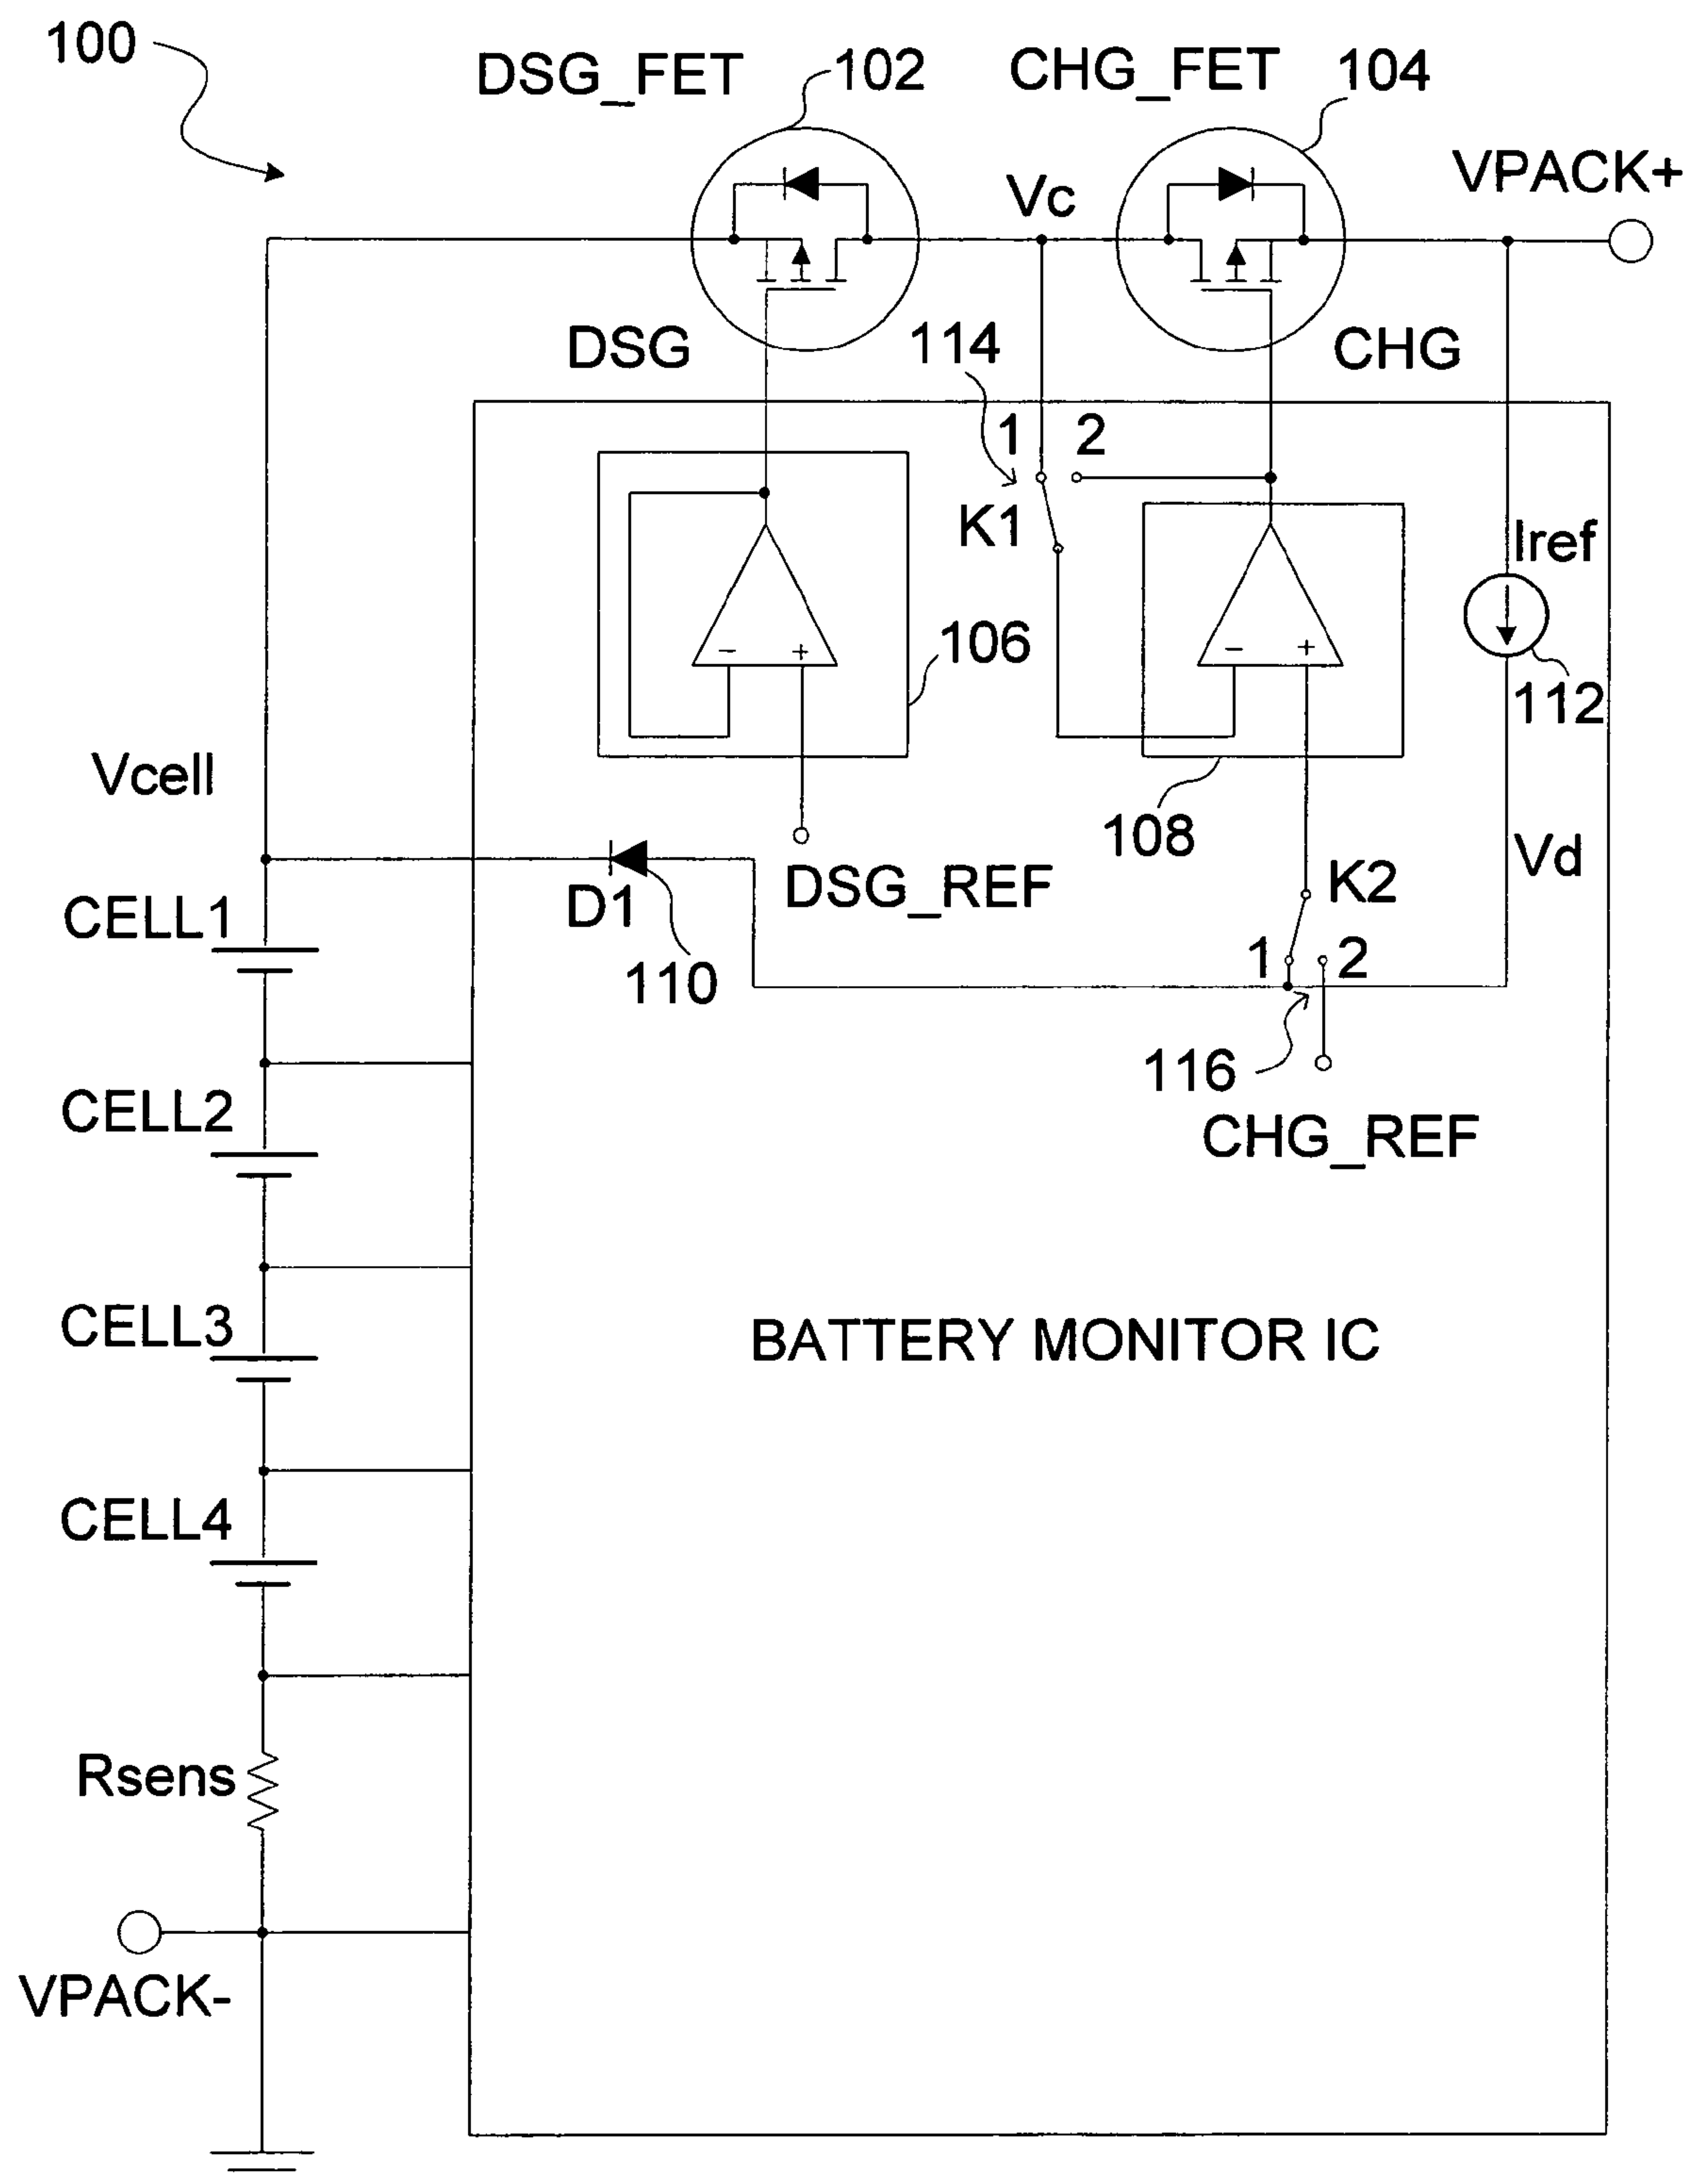 100
DSG_FET
102
CHG_FET
104
VPACK+
Vc
DSG
114
CHG
1
2
K1
Iref
-
+
-
+
106
112
Vcell
108
Vd
D1
DSG_REF
K2
CELL1
110
1
2
116
CELL2
CHG_REF
CELL3
BATTERY MONITOR IC
CELL4
Rsens
VPACK-